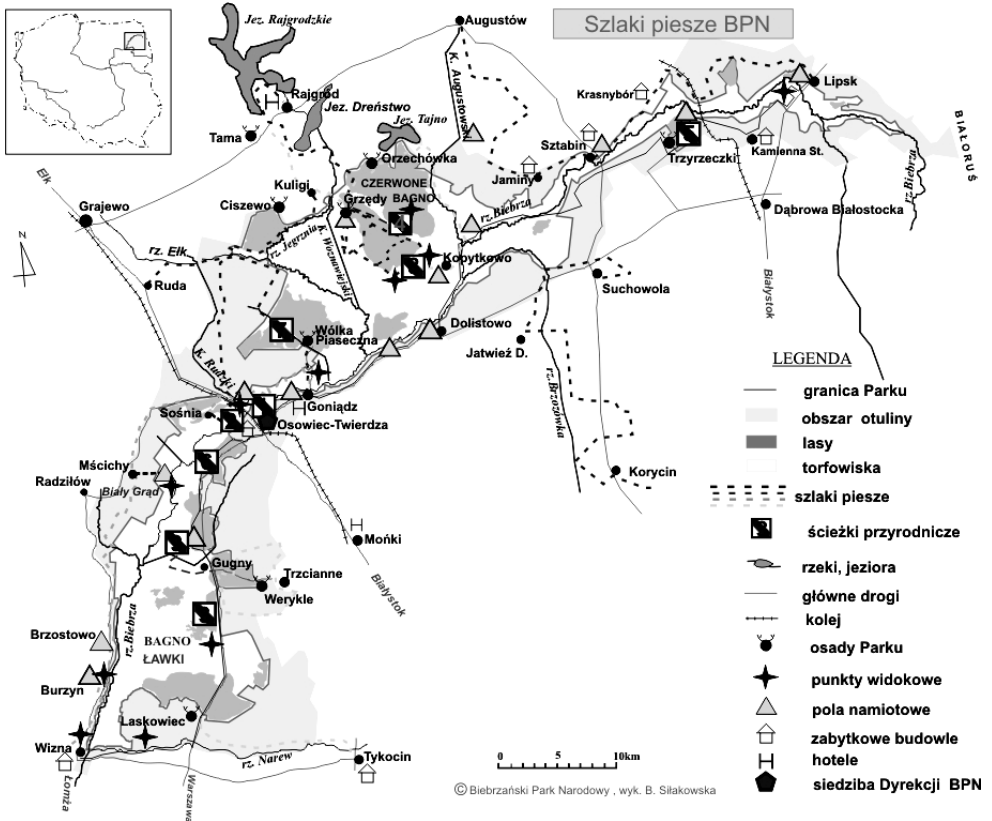 Szlaki piesze BPN
Jez. Rajgrodzkie
Augustów
Rajgród
Jez. Dreństwo
K. Augustowski
Tama
Jez. Tajno
Krasnybór
Lipsk
BIAŁORUŚ
Orzechówka
Sztabin
Trzyrzeczki
Kamienna St.
Ełk
Kuligi
CZERWONE
BAGNO
Grzędy
Jaminy
rz.Biebrza
rz.Biebrza
Grajewo
Ciszewo
Dąbrowa Białostocka
N
rz. Ełk
rz. Jegrznia
K. Woźnawiejski
Kopytkowo
Ruda
Suchowola
Białystok
Wólka
Piaseczna
Dolistowo
Jatwieź D.
K. Rudzki
rz.Brzozówka
Sośnia
Goniądz
Osowiec-Twierdza
Mścichy
Radziłów
Biały Grąd
Korycin
Mońki
Gugny
Trzcianne
Werykle
Białystok
rz.Biebrza
Brzostowo
BAGNO
ŁAWKI
Burzyn
Laskowiec
Wizna
rz. Narew
Tykocin
Łomża
Warszawa
LEGENDA
granica Parku
obszar otuliny
lasy
torfowiska
szlaki piesze
ścieżki przyrodnicze
rzeki, jeziora
główne drogi
kolej
osady Parku
punkty widokowe
pola namiotowe
zabytkowe budowle
hotele
siedziba Dyrekcji BPN
0 5 10km
© Biebrzański Park Narodowy , wyk. B. Siłakowska